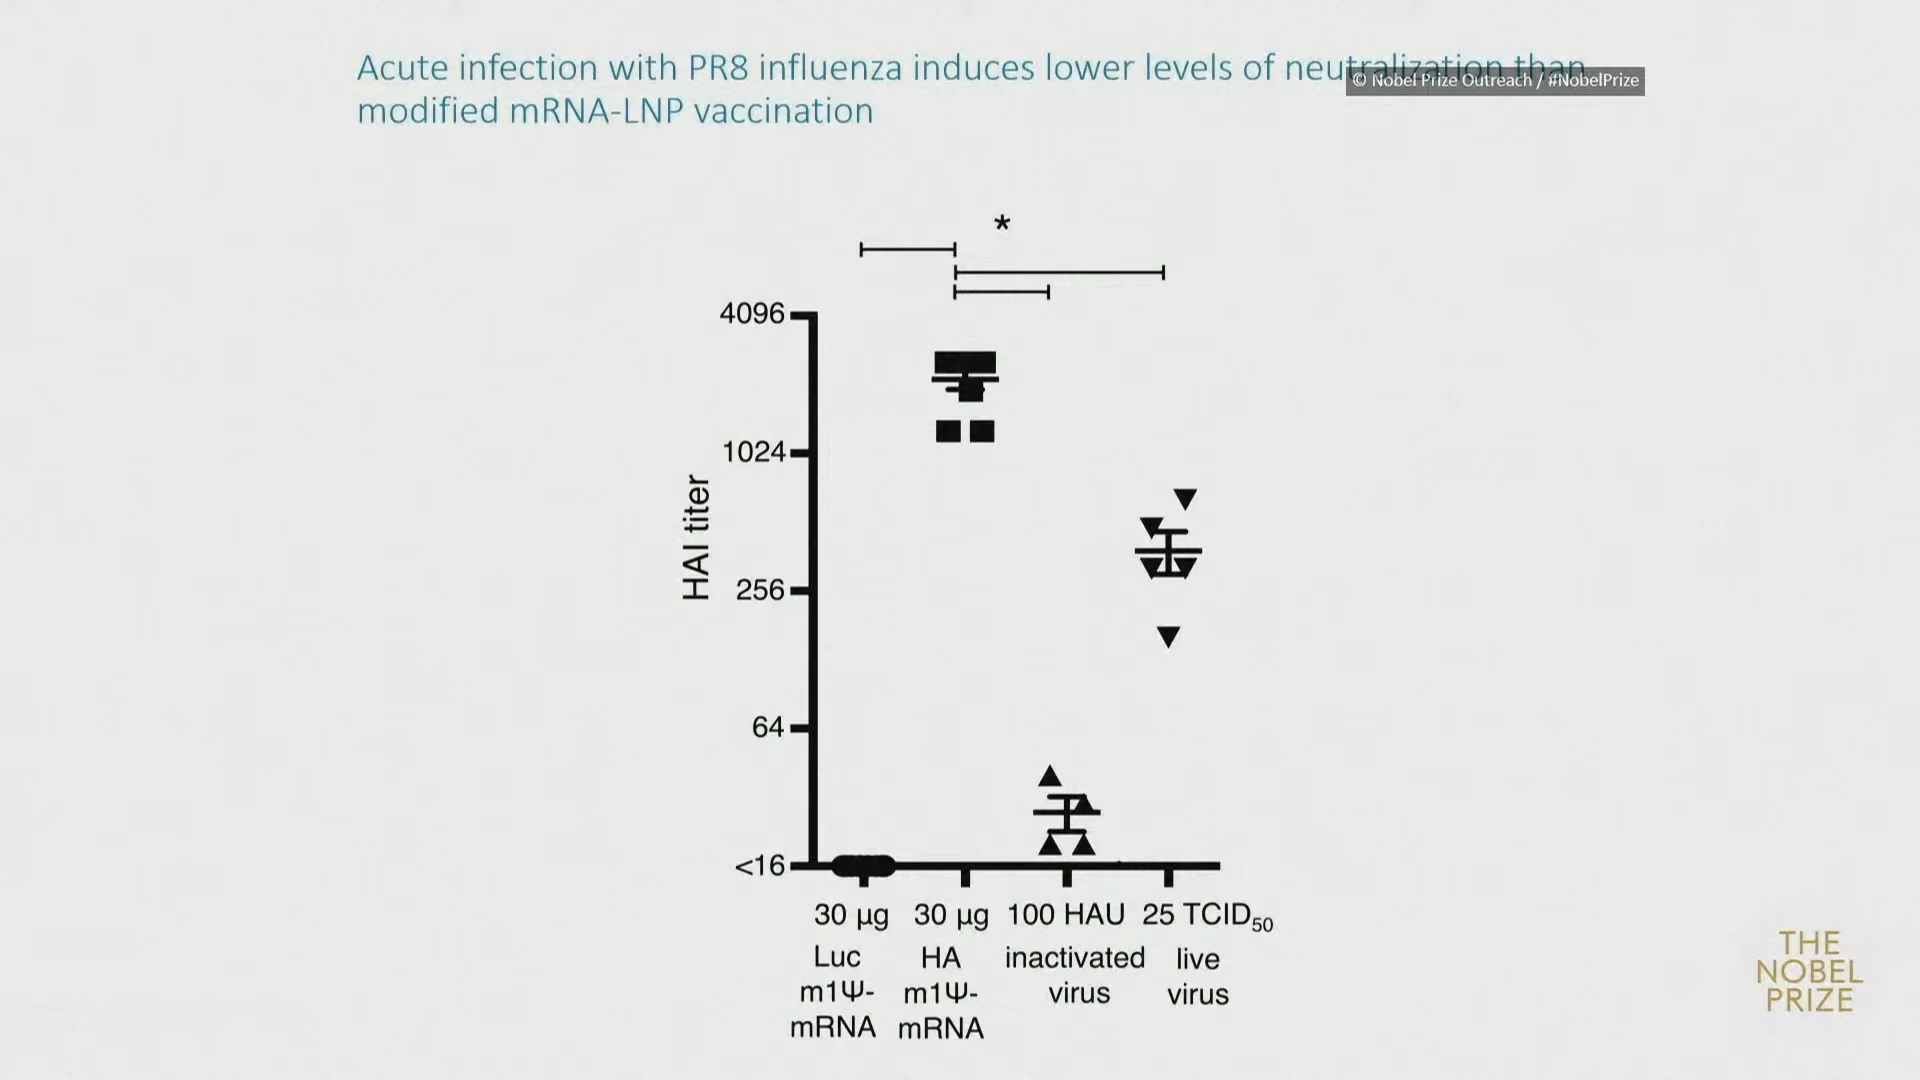 Acute infection with PR8 influenza induces lower levels of neutralization than
© Nobel Prize Outreach / #NobelPrize
modified mRNA-LNP vaccination
*
4096
1024
256
64
<16
HAI titer
30 µg 30 µg 100 HAU 25 TCID50
Luc HA inactivated live
m1Ψ- m1Ψ- virus virus
mRNA mRNA
THE
NOBEL
PRIZE